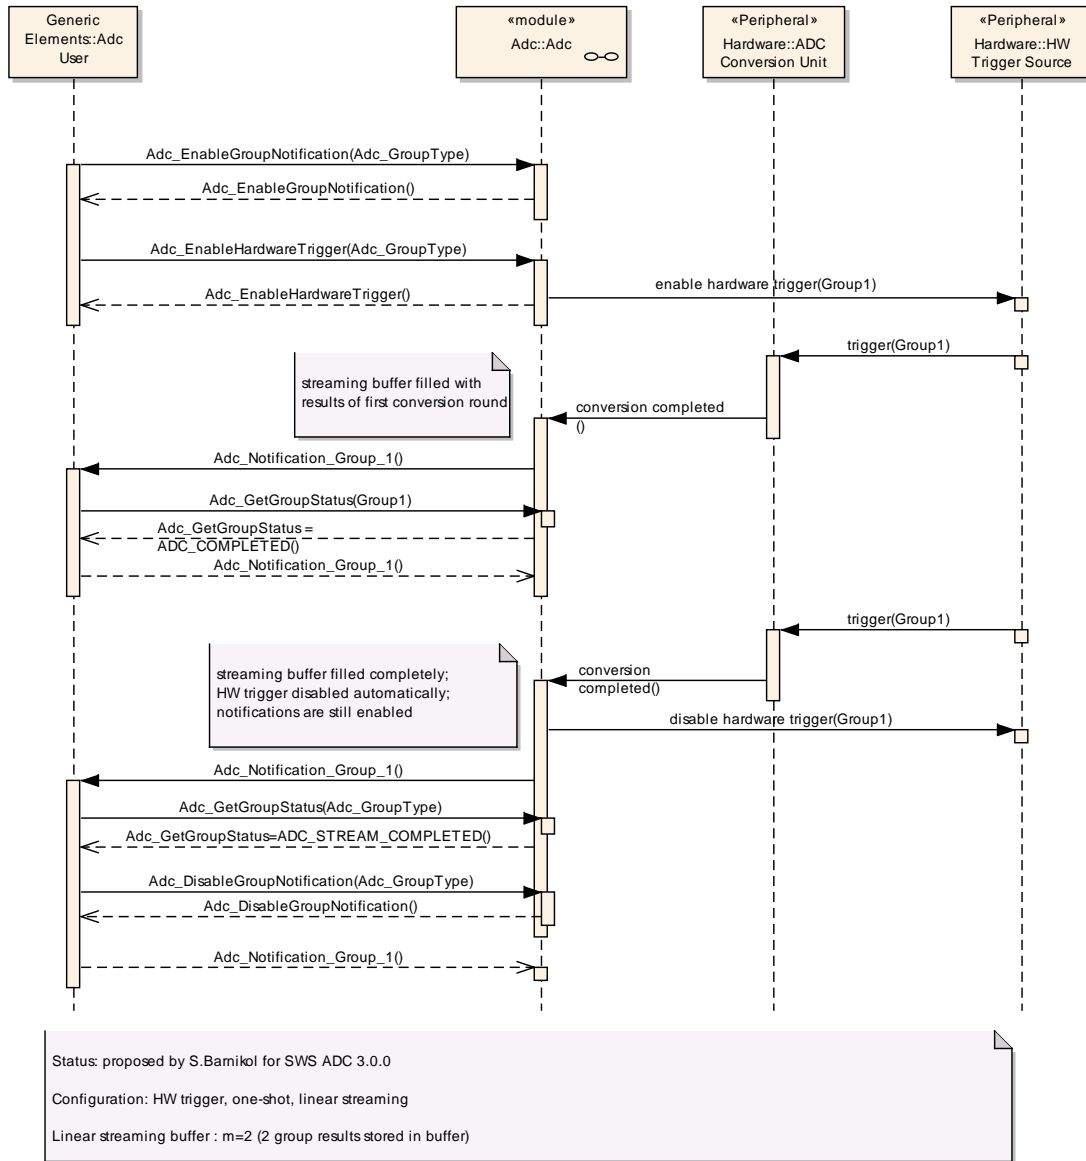 Generic
Elements::Adc
User
«module»
Adc::Adc
«Peripheral»
Hardware::ADC
Conversion Unit
«Peripheral»
Hardware::HW
Trigger Source
Adc_EnableGroupNotification(Adc_GroupType)
Adc_EnableGroupNotification()
Adc_EnableHardwareTrigger(Adc_GroupType)
enable hardware trigger(Group1)
Adc_EnableHardwareTrigger()
trigger(Group1)
streaming buffer filled with
results of first conversion round
conversion completed
()
Adc_Notification_Group_1()
Adc_GetGroupStatus(Group1)
Adc_GetGroupStatus =
ADC_COMPLETED()
Adc_Notification_Group_1()
trigger(Group1)
streaming buffer filled completely;
HW trigger disabled automatically;
notifications are still enabled
conversion
completed()
disable hardware trigger(Group1)
Adc_Notification_Group_1()
Adc_GetGroupStatus(Adc_GroupType)
Adc_GetGroupStatus=ADC_STREAM_COMPLETED()
Adc_DisableGroupNotification(Adc_GroupType)
Adc_DisableGroupNotification()
Adc_Notification_Group_1()
Status: proposed by S.Barnikol for SWS ADC 3.0.0
Configuration: HW trigger, one-shot, linear streaming
Linear streaming buffer : m=2 (2 group results stored in buffer)